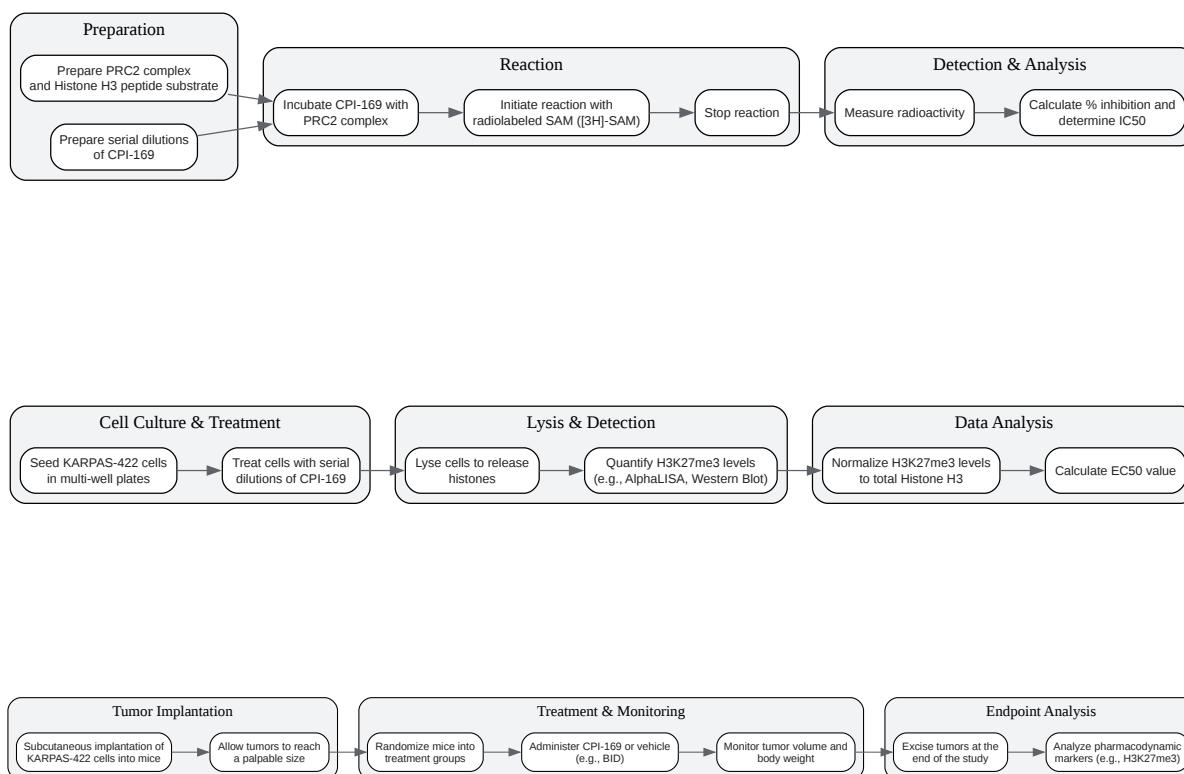 Preparation
Prepare PRC2 complex
and Histone H3 peptide substrate
Prepare serial dilutions
of CPI-169
Reaction
Incubate CPI-169 with
PRC2 complex
Initiate reaction with
radiolabeled SAM ([3H]-SAM)
Stop reaction
Detection & Analysis
Measure radioactivity
Calculate % inhibition and
determine IC50
Cell Culture & Treatment
Seed KARPAS-422 cells
in multi-well plates
Treat cells with serial
dilutions of CPI-169
Lysis & Detection
Lyse cells to release
histones
Quantify H3K27me3 levels
(e.g., AlphaLISA, Western Blot)
Data Analysis
Normalize H3K27me3 levels
to total Histone H3
Calculate EC50 value
Tumor Implantation
Subcutaneous implantation of
KARPAS-422 cells into mice
Allow tumors to reach
a palpable size
Treatment & Monitoring
Randomize mice into
treatment groups
Administer CPI-169 or vehicle
(e.g., BID)
Monitor tumor volume and
body weight
Endpoint Analysis
Excise tumors at the
end of the study
Analyze pharmacodynamic
markers (e.g., H3K27me3)